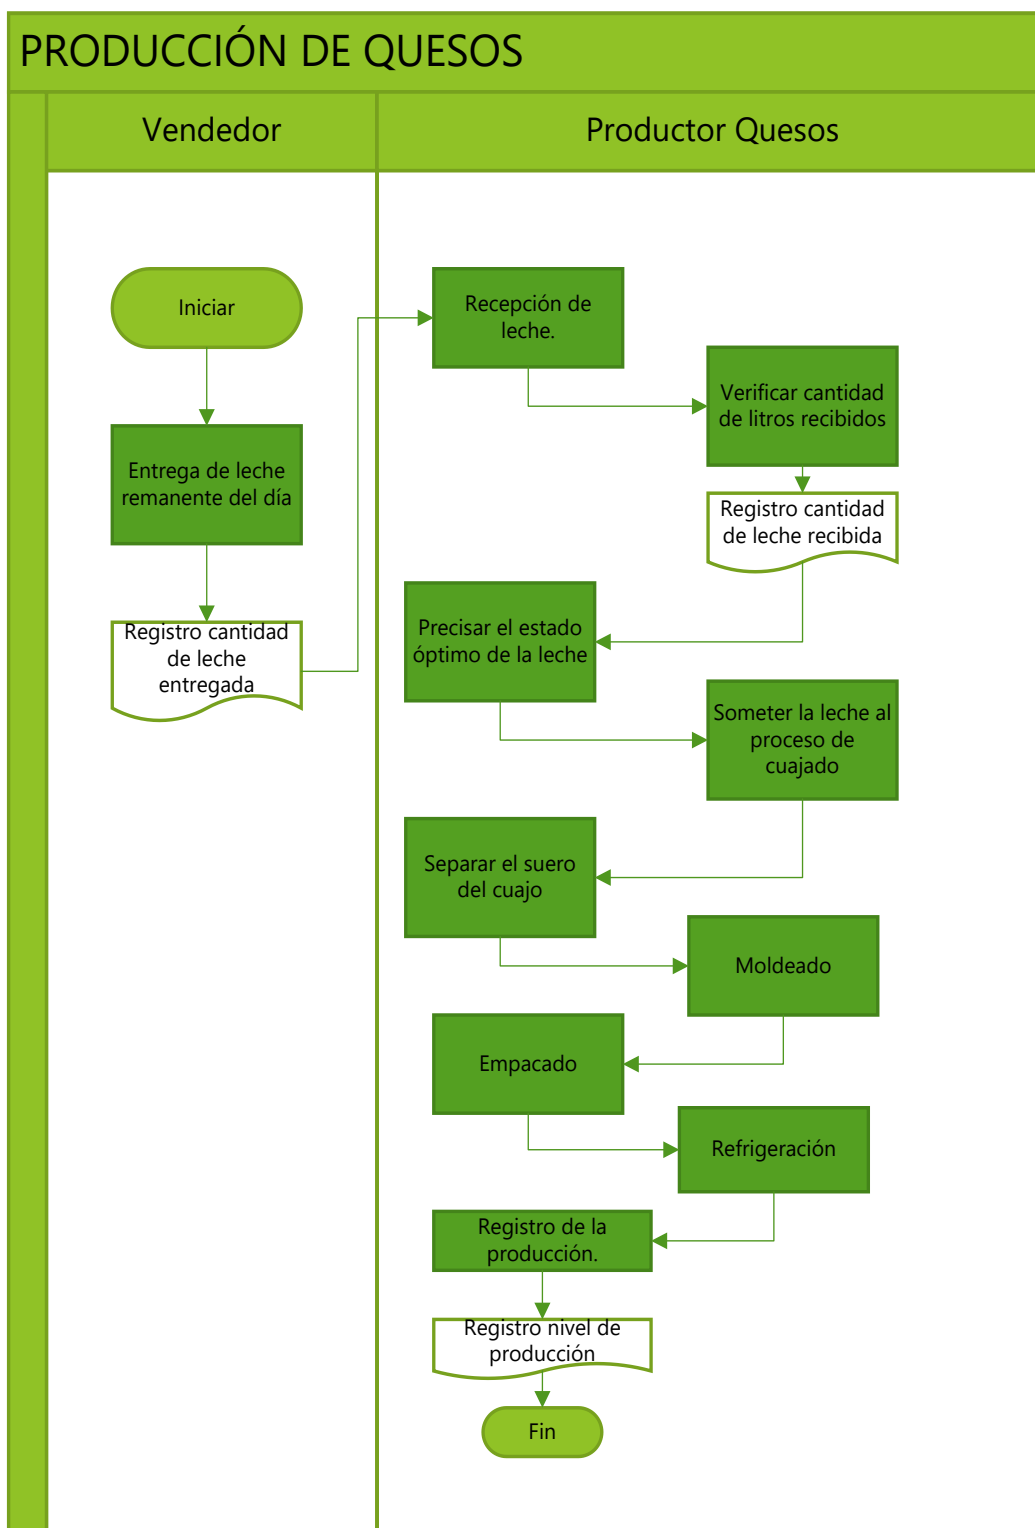 PRODUCCIÓN DE QUESOS
Vendedor
Productor Quesos
Iniciar
Entrega de leche
remanente del día
Registro cantidad
de leche
entregada
Recepción de
leche.
Verificar cantidad
de litros recibidos
Registro cantidad
de leche recibida
Precisar el estado
óptimo de la leche
Someter la leche al
proceso de
cuajado
Separar el suero
del cuajo
Moldeado
Empacado
Refrigeración
Registro de la
producción.
Registro nivel de
producción
Fin